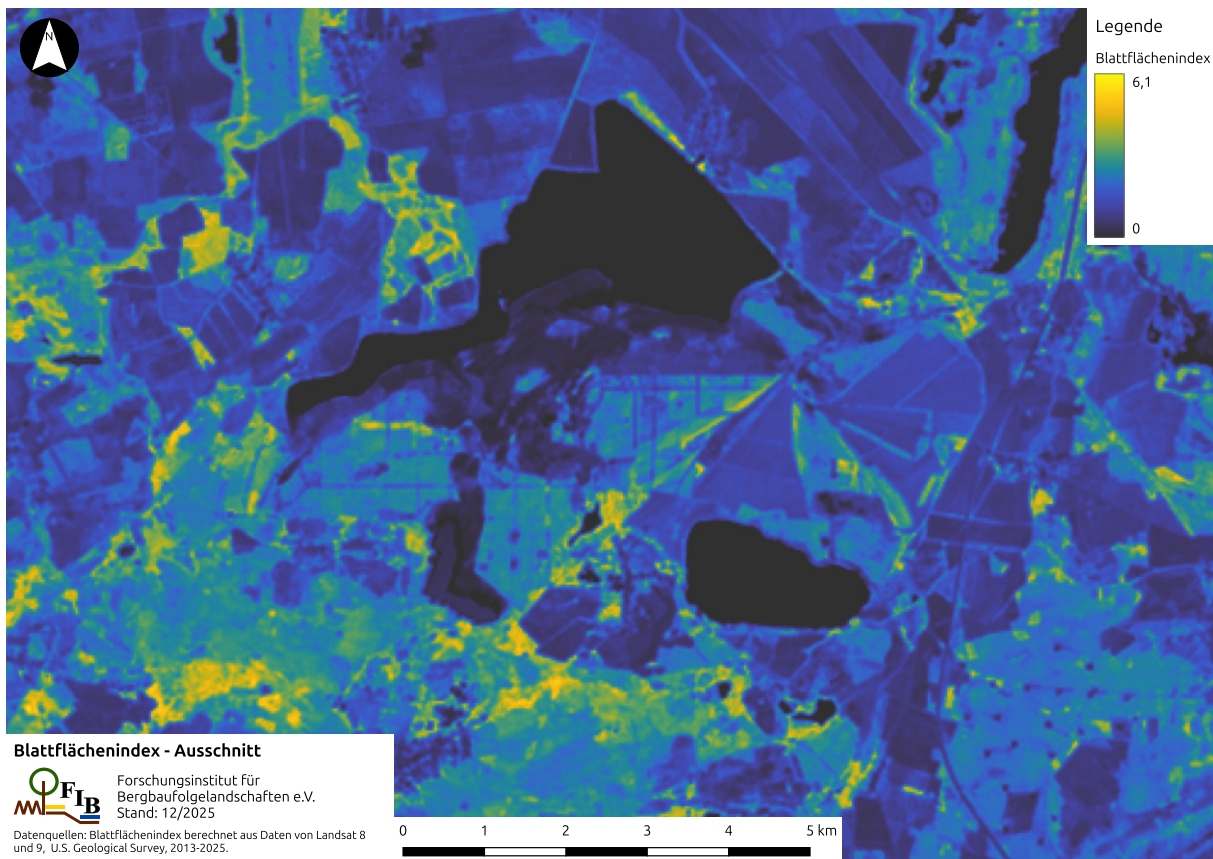 N
Legende
Blattflächenindex
6,1
0
Blattflächenindex - Ausschnitt
FIB
Forschungsinstitut für
Bergbaufolgelandschaften e.V.
Stand: 12/2025
Datenquellen: Blattflächenindex berechnet aus Daten von Landsat 8
und 9, U.S. Geological Survey, 2013-2025.
0 1 2 3 4 5 km